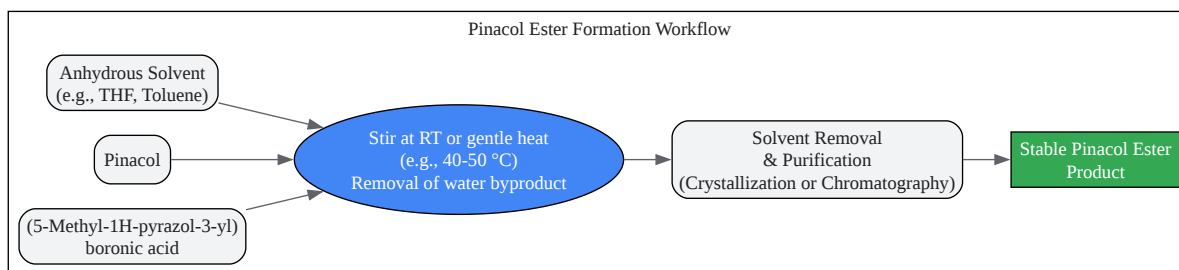 Pinacol Ester Formation Workflow
Anhydrous Solvent
(e.g., THF, Toluene)
Pinacol
(5-Methyl-1H-pyrazol-3-yl)
boronic acid
Stir at RT or gentle heat
(e.g., 40-50 °C)
Removal of water byproduct
Solvent Removal
& Purification
(Crystallization or Chromatography)
Stable Pinacol Ester
Product